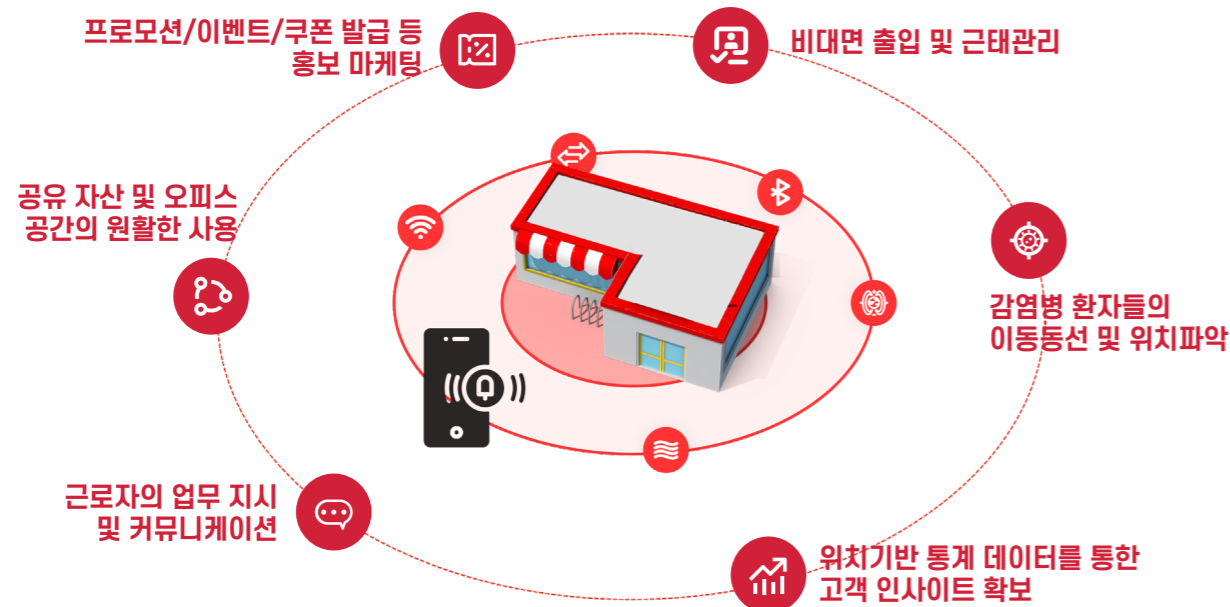 프로모션/이벤트/쿠폰 발급 등
홍보 마케팅
비대면 출입 및 근태관리
공유 자산 및 오피스
공간의 원활한 사용
감염병 환자들의
이동동선 및 위치파악
근로자의 업무 지시
및 커뮤니케이션
위치기반 통계 데이터를 통한
고객 인사이트 확보